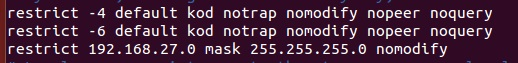 restrict -4 default kod notrap nomodify nopeer noquery
restrict -6 default kod notrap nomodify nopeer noquery
restrict 192.168.27.0 mask 255.255.255.0 nomodify